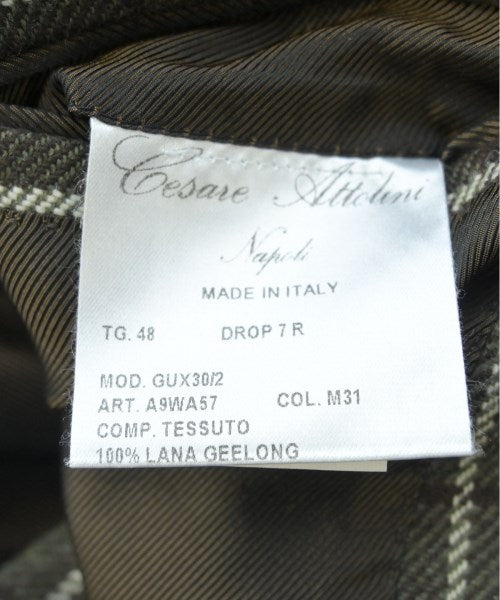 Cesare Attolini
Napoli
MADE IN ITALY
TG. 48 DROP 7 R
MOD. GUX30/2
ART. A9WA57 COL. M31
COMP. TESSUTO
100% LANA GEELONG